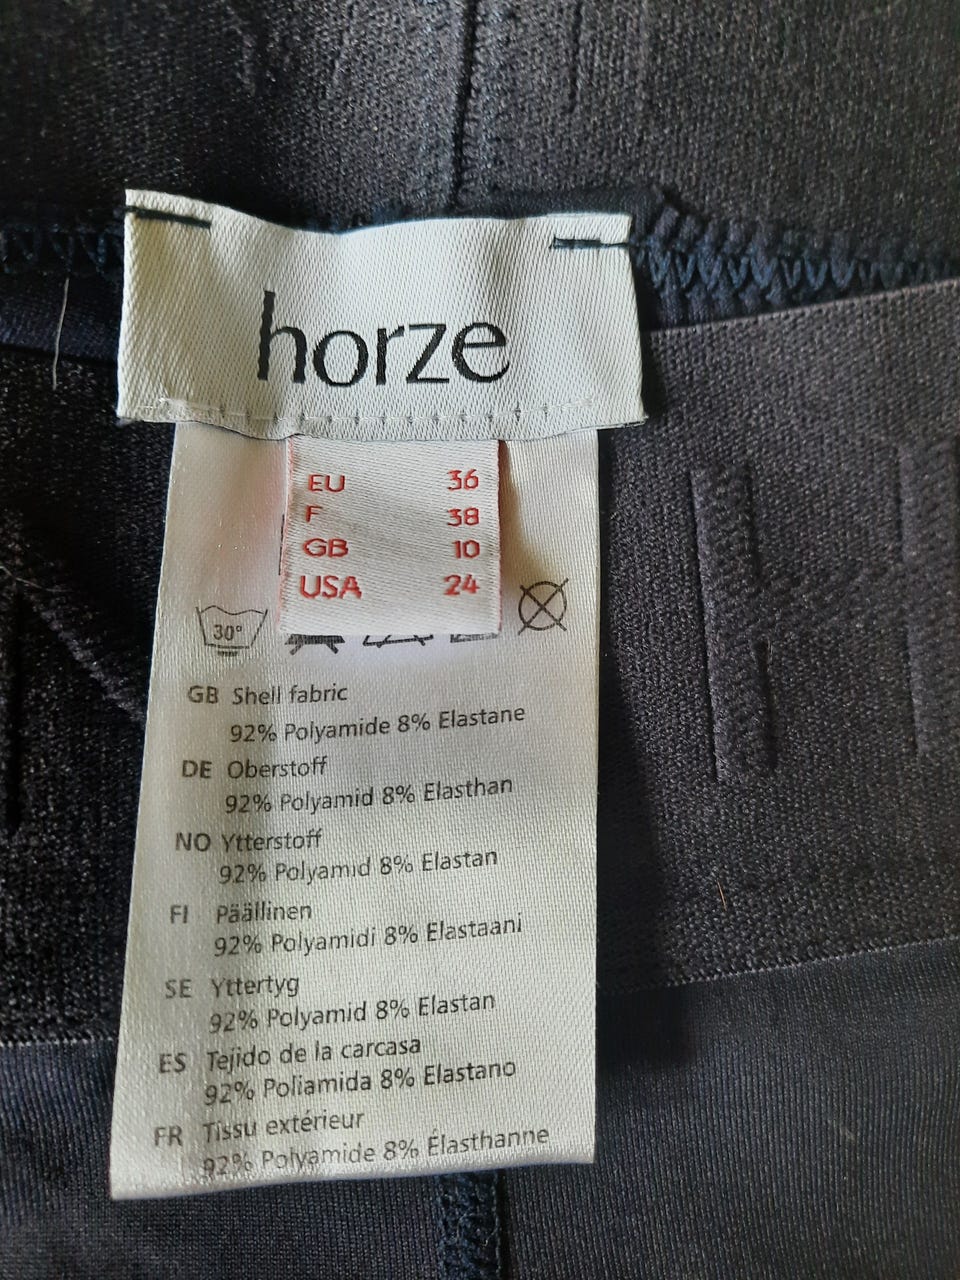 horze
EU 36
F 38
GB 10
USA 24
30°
GB Shell fabric
92% Polyamide 8% Elastane
DE Oberstoff
92% Polyamid 8% Elasthan
NO Ytterstoff
92% Polyamid 8% Elastan
FI Päällinen
92% Polyamidi 8% Elastaani
SE Yttertyg
92% Polyamid 8% Elastan
ES Tejido de la carcasa
92% Poliamida 8% Elastano
FR Tissu extérieur
92% Polyamide 8% Élasthanne